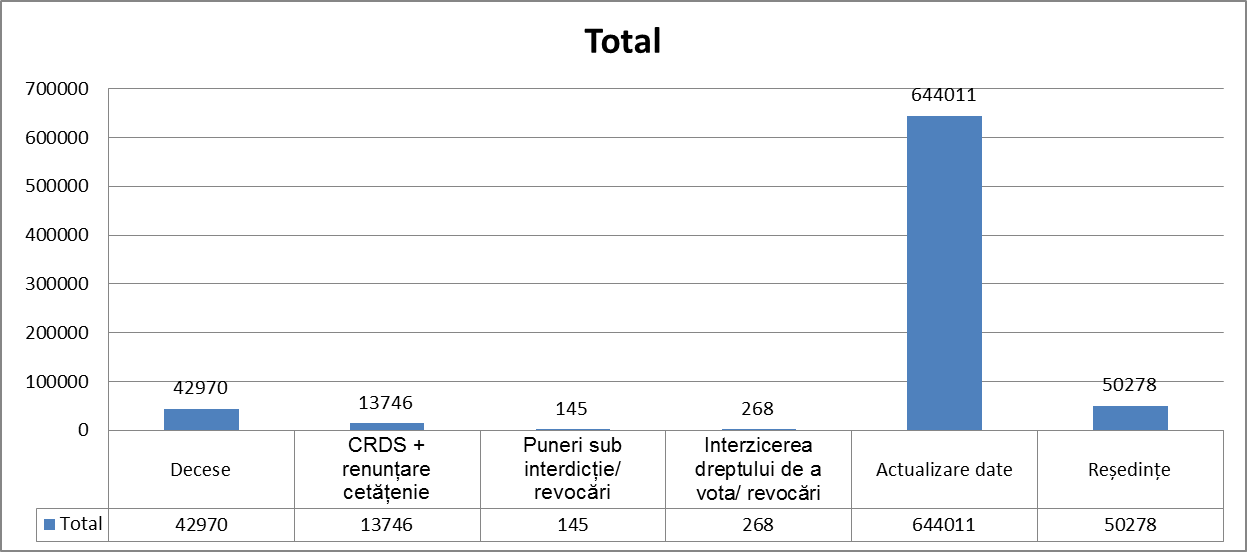 Total
700000
600000
500000
400000
300000
200000
100000
0
42970
13746
145
268
644011
50278
Decese
CRDS +
renunțare
cetățenie
Puneri sub
interdicție/
revocări
Interzicerea
dreptului de a
vota/ revocări
Actualizare date
Reședințe
Total 42970 13746 145 268 644011 50278